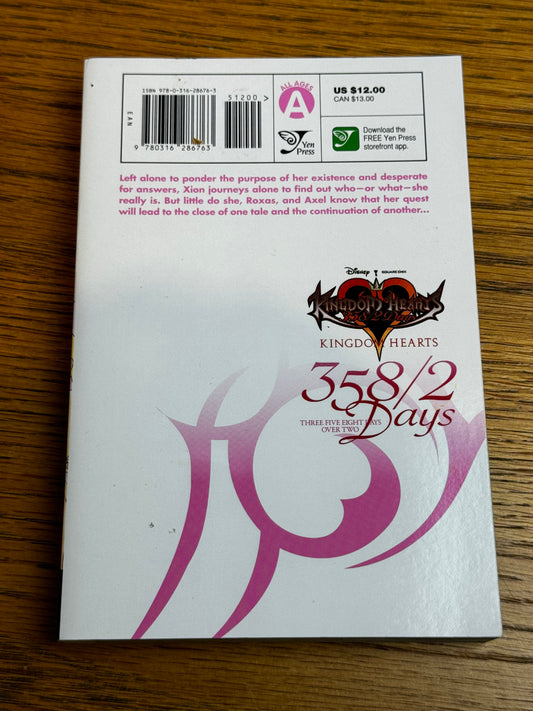 ISBN 978-0-316-28676-3
51200 >
EAN
9 780316 286763
ALL AGES
A
Yen
Press
US $12.00
CAN $13.00
Download the
FREE Yen Press
storefront app.
Left alone to ponder the purpose of her existence and desperate
for answers, Xion journeys alone to find out who—or what—she
really is. But little do she, Roxas, and Axel know that her quest
will lead to the close of one tale and the continuation of another...
Disney
SQUARE ENIX
KINGDOM HEARTS
KINGDOM HEARTS
358/2
Days
THREE FIVE EIGHT DAYS
OVER TWO